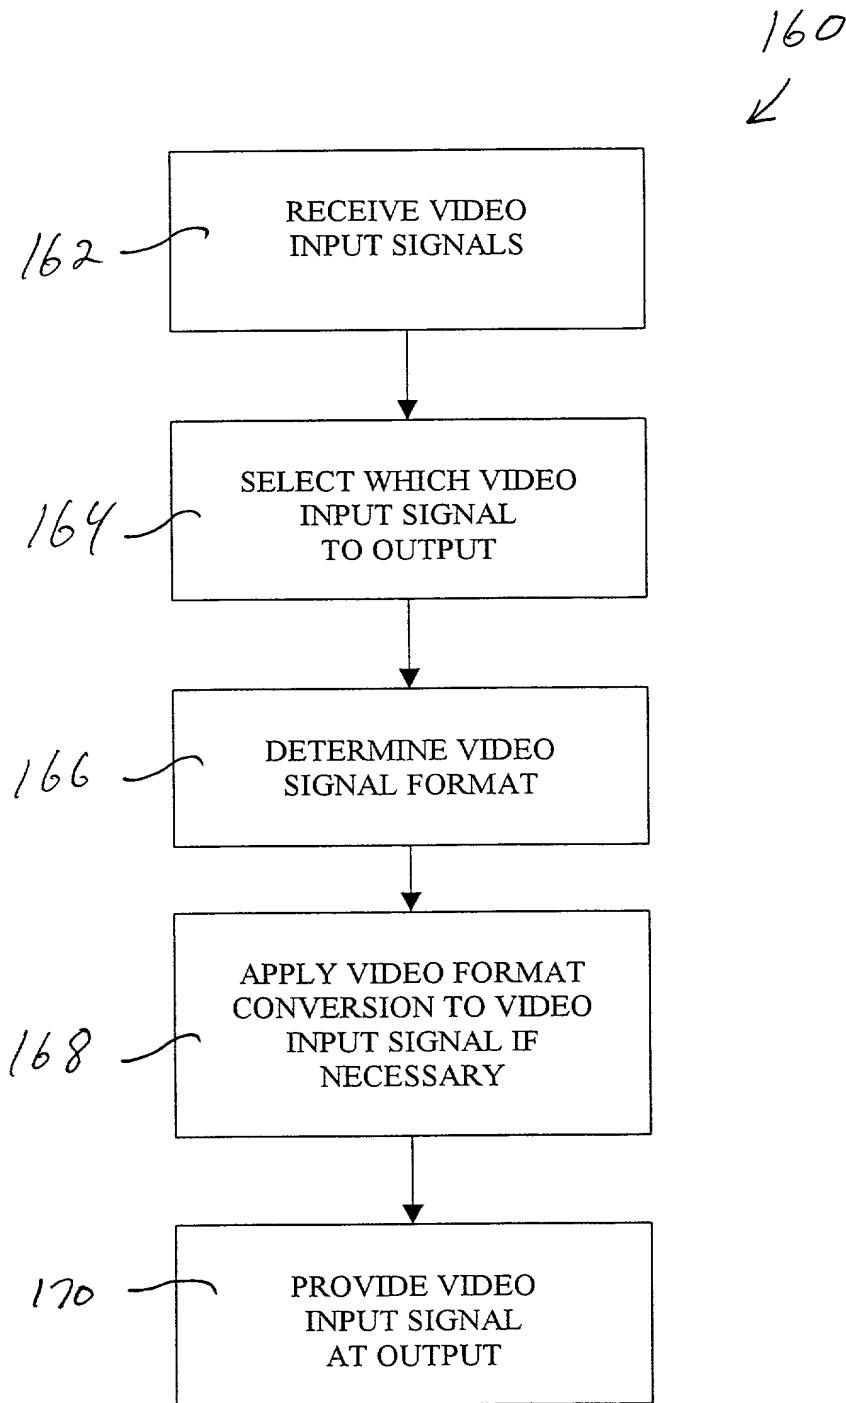 160
RECEIVE VIDEO
INPUT SIGNALS
162
SELECT WHICH VIDEO
INPUT SIGNAL
TO OUTPUT
164
DETERMINE VIDEO
SIGNAL FORMAT
166
APPLY VIDEO FORMAT
CONVERSION TO VIDEO
INPUT SIGNAL IF
NECESSARY
168
PROVIDE VIDEO
INPUT SIGNAL
AT OUTPUT
170